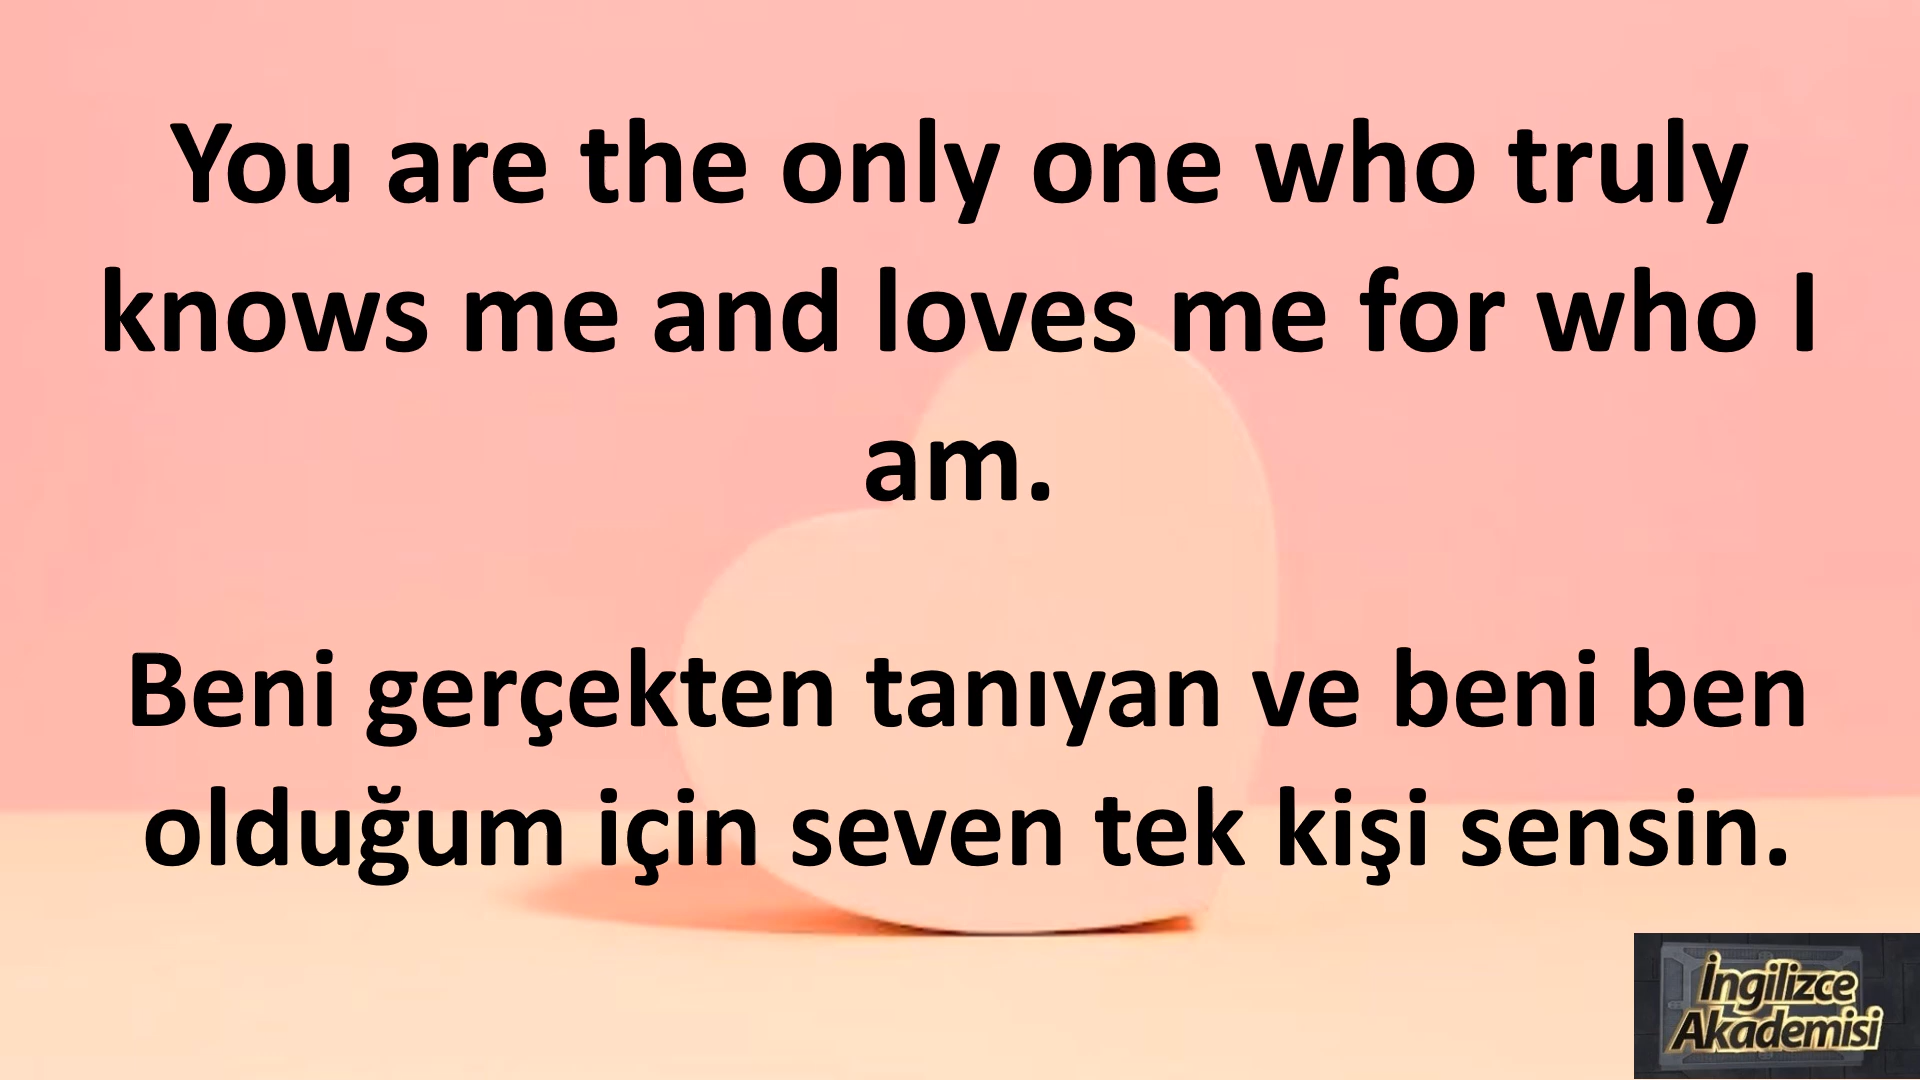 You are the only one who truly
knows me and loves me for who I
am.
Beni gerçekten tanıyan ve beni ben
olduğum için seven tek kişi sensin.
İngilizce
Akademisi